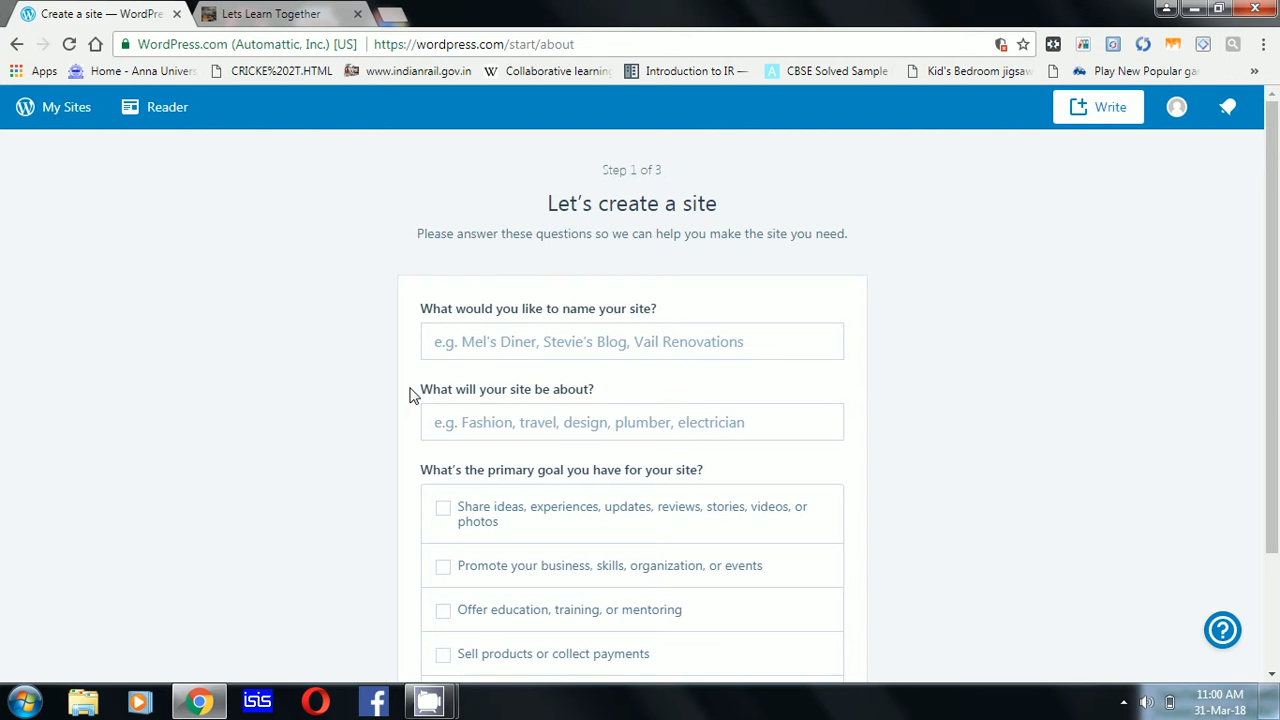 Create a site — WordPre
Lets Learn Together
WordPress.com (Automattic, Inc.) [US]
https://wordpress.com/start/about
Apps
Home - Anna Univers
CRICKE%202T.HTML
www.indianrail.gov.in
Collaborative learning
Introduction to IR —
CBSE Solved Sample
Kid's Bedroom jigsaw
Play New Popular ga
»
My Sites
Reader
Write
Step 1 of 3
Let's create a site
Please answer these questions so we can help you make the site you need.
What would you like to name your site?
e.g. Mel's Diner, Stevie's Blog, Vail Renovations
What will your site be about?
e.g. Fashion, travel, design, plumber, electrician
What's the primary goal you have for your site?
Share ideas, experiences, updates, reviews, stories, videos, or
photos
Promote your business, skills, organization, or events
Offer education, training, or mentoring
Sell products or collect payments
isis
11:00 AM
31-Mar-18